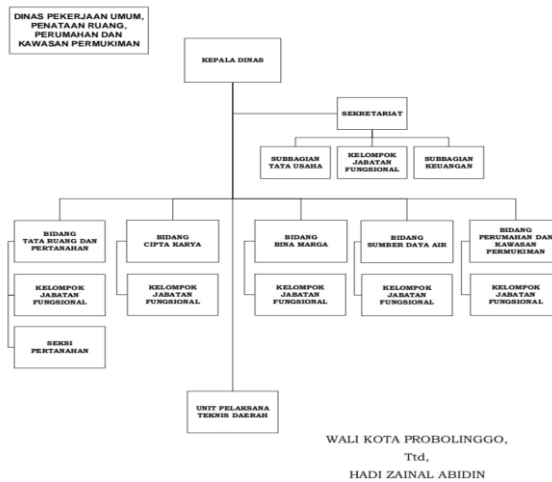 DINAS PEKERJAAN UMUM,
PENATAAN RUANG,
PERUMAHAN DAN
KAWASAN PERMUKIMAN
KEPALA DINAS
SEKRETARIAT
SUBBAGIAN
TATA USAHA
KELOMPOK
JABATAN
FUNGSIONAL
SUBBAGIAN
KEUANGAN
BIDANG
TATA RUANG DAN
PERTANAHAN
BIDANG
CIPTA KARYA
BIDANG
BINA MARGA
BIDANG
SUMBER DAYA AIR
BIDANG
PERUMAHAN DAN
KAWASAN
PERMUKIMAN
KELOMPOK
JABATAN
FUNGSIONAL
KELOMPOK
JABATAN
FUNGSIONAL
KELOMPOK
JABATAN
FUNGSIONAL
KELOMPOK
JABATAN
FUNGSIONAL
KELOMPOK
JABATAN
FUNGSIONAL
SEKSI
PERTANAHAN
UNIT PELAKSANA
TEKNIS DAERAH
WALI KOTA PROBOLINGGO,
Ttd,
HADI ZAINAL ABIDIN